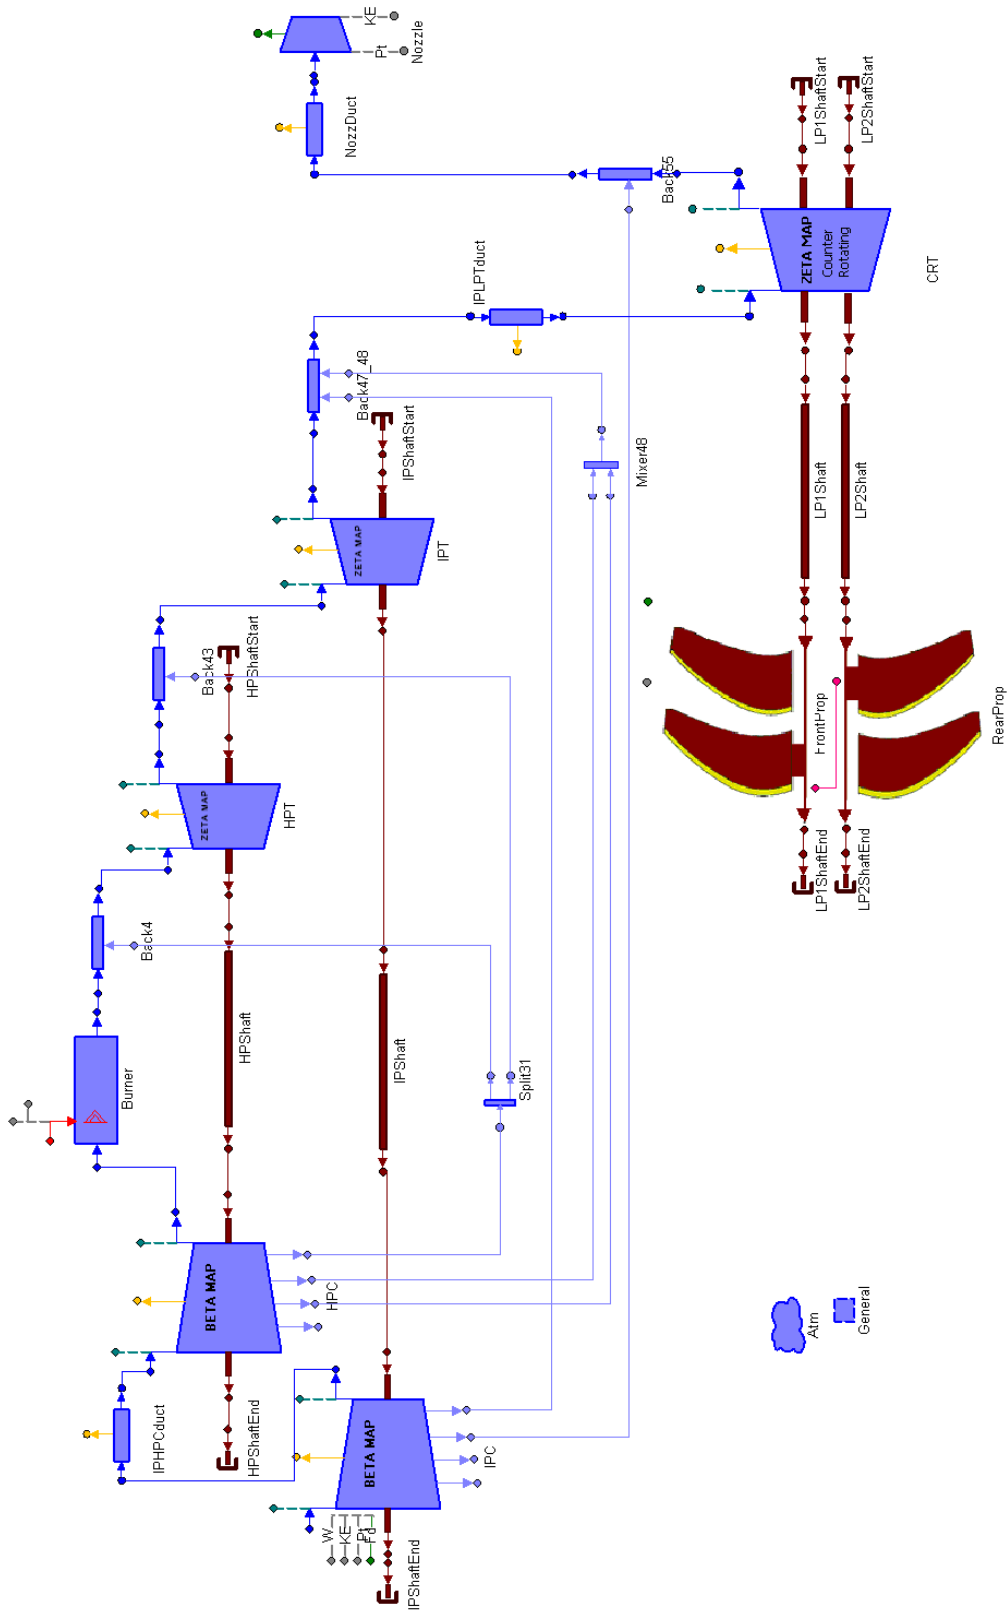 KE
Pt
Nozzle
NozzDuct
Back55
LP1ShaftStart
LP2ShaftStart
ZETA MAP
Counter
Rotating
CRT
IPLPTduct
Back47_48
IPShaftStart
Mixer48
ZETA MAP
IPT
LP1Shaft
LP2Shaft
Back43
HPShaftStart
ZETA MAP
HPT
FrontProp
RearProp
LP1ShaftEnd
LP2ShaftEnd
Back4
Burner
HPShaft
IPShaft
Split31
BETA MAP
HPC
IPHPCduct
HPShaftEnd
BETA MAP
IPC
W
KE
Pt
Fd
IPShaftEnd
Atm
General